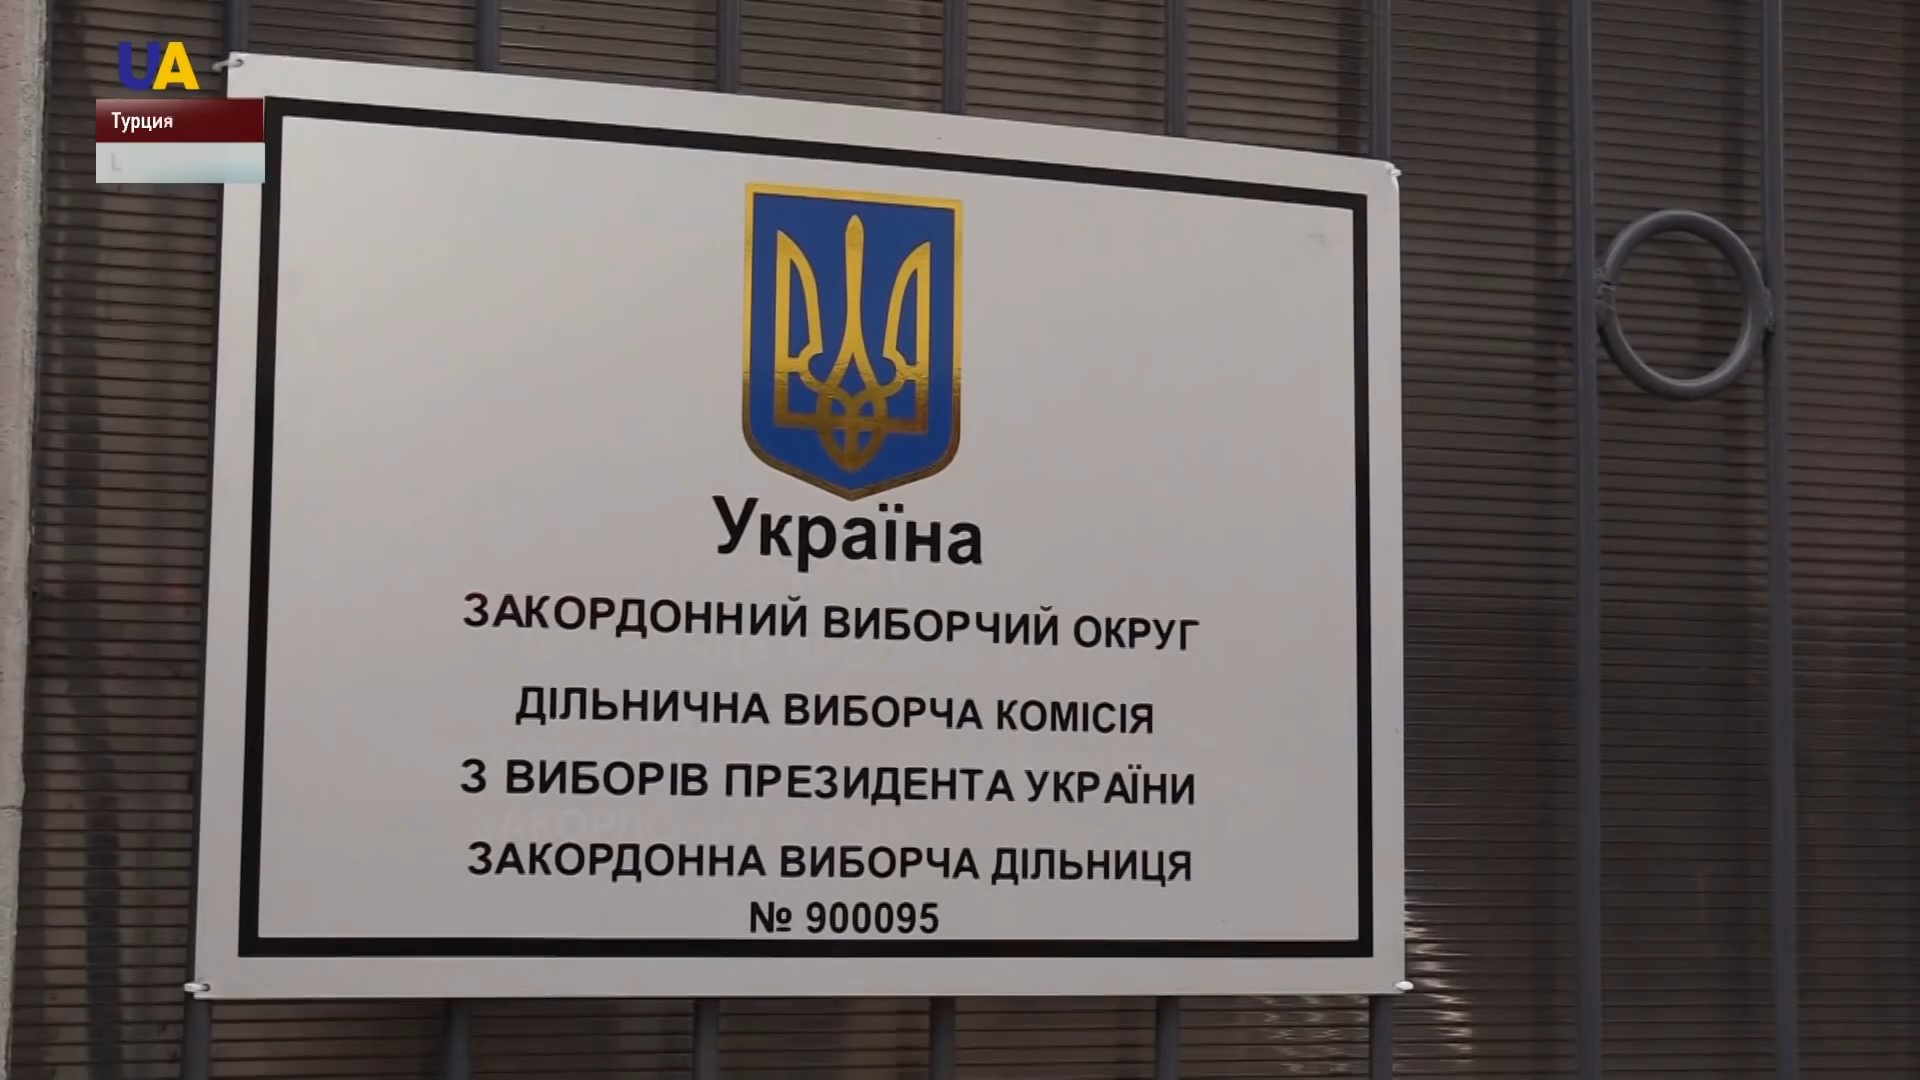 UA
Турция
Україна
ЗАКОРДОННИЙ ВИБОРЧИЙ ОКРУГ
ДІЛЬНИЧНА ВИБОРЧА КОМІСІЯ
З ВИБОРІВ ПРЕЗИДЕНТА УКРАЇНИ
ЗАКОРДОННА ВИБОРЧА ДІЛЬНИЦЯ
№ 900095